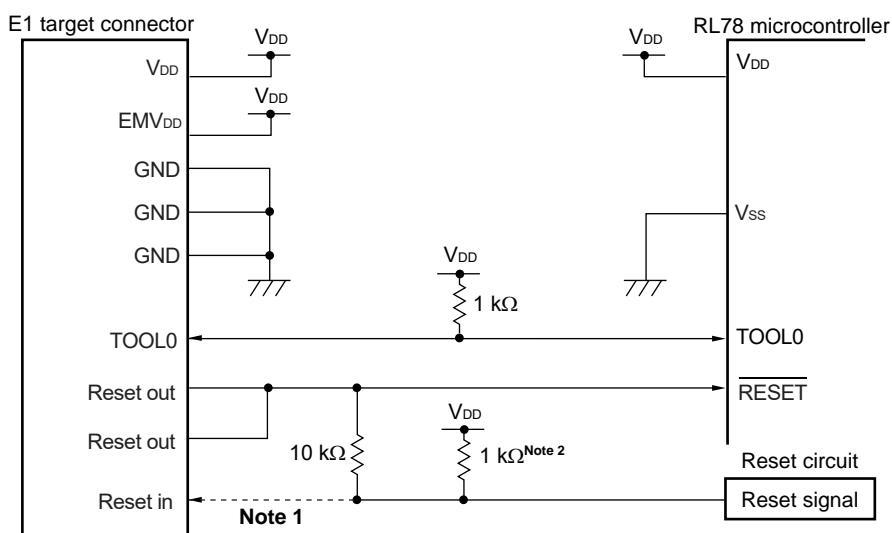 E1 target connector
RL78 microcontroller
VDD
VDD
VDD
VDD
VDD
EMVDD
GND
GND
GND
VSS
VDD
1 kΩ
TOOL0
TOOL0
Reset out
RESET
Reset out
VDD
10 kΩ
1 kΩNote 2
Reset circuit
Reset in
Note 1
Reset signal